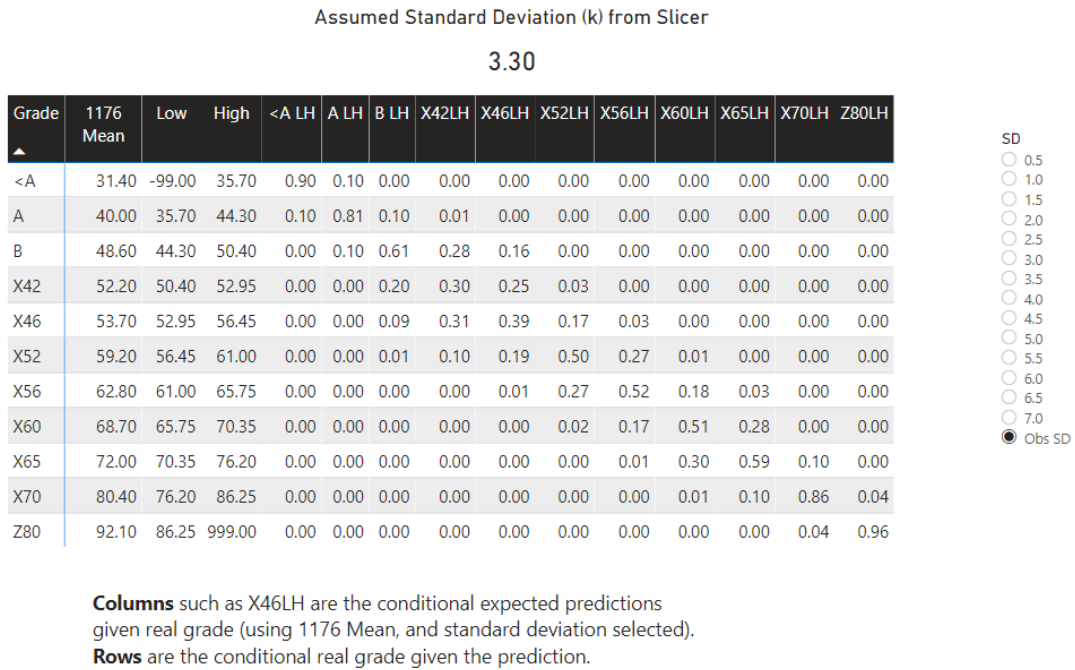 Assumed Standard Deviation (k) from Slicer
3.30
Grade 1176 Mean Low High <A LH A LH B LH X42LH X46LH X52LH X56LH X60LH X65LH X70LH Z80LH
<A 31.40 -99.00 35.70 0.90 0.10 0.00 0.00 0.00 0.00 0.00 0.00 0.00 0.00 0.00
A 40.00 35.70 44.30 0.10 0.81 0.10 0.01 0.00 0.00 0.00 0.00 0.00 0.00 0.00
B 48.60 44.30 50.40 0.00 0.10 0.61 0.28 0.16 0.00 0.00 0.00 0.00 0.00 0.00
X42 52.20 50.40 52.95 0.00 0.00 0.20 0.30 0.25 0.03 0.00 0.00 0.00 0.00 0.00
X46 53.70 52.95 56.45 0.00 0.00 0.09 0.31 0.39 0.17 0.03 0.00 0.00 0.00 0.00
X52 59.20 56.45 61.00 0.00 0.00 0.01 0.10 0.19 0.50 0.27 0.01 0.00 0.00 0.00
X56 62.80 61.00 65.75 0.00 0.00 0.00 0.00 0.01 0.27 0.52 0.18 0.03 0.00 0.00
X60 68.70 65.75 70.35 0.00 0.00 0.00 0.00 0.00 0.02 0.17 0.51 0.28 0.00 0.00
X65 72.00 70.35 76.20 0.00 0.00 0.00 0.00 0.00 0.00 0.01 0.30 0.59 0.10 0.00
X70 80.40 76.20 86.25 0.00 0.00 0.00 0.00 0.00 0.00 0.00 0.01 0.10 0.86 0.04
Z80 92.10 86.25 999.00 0.00 0.00 0.00 0.00 0.00 0.00 0.00 0.00 0.00 0.04 0.96
SD
0.5
1.0
1.5
2.0
2.5
3.0
3.5
4.0
4.5
5.0
5.5
6.0
6.5
7.0
Obs SD
Columns such as X46LH are the conditional expected predictions
given real grade (using 1176 Mean, and standard deviation selected).
Rows are the conditional real grade given the prediction.